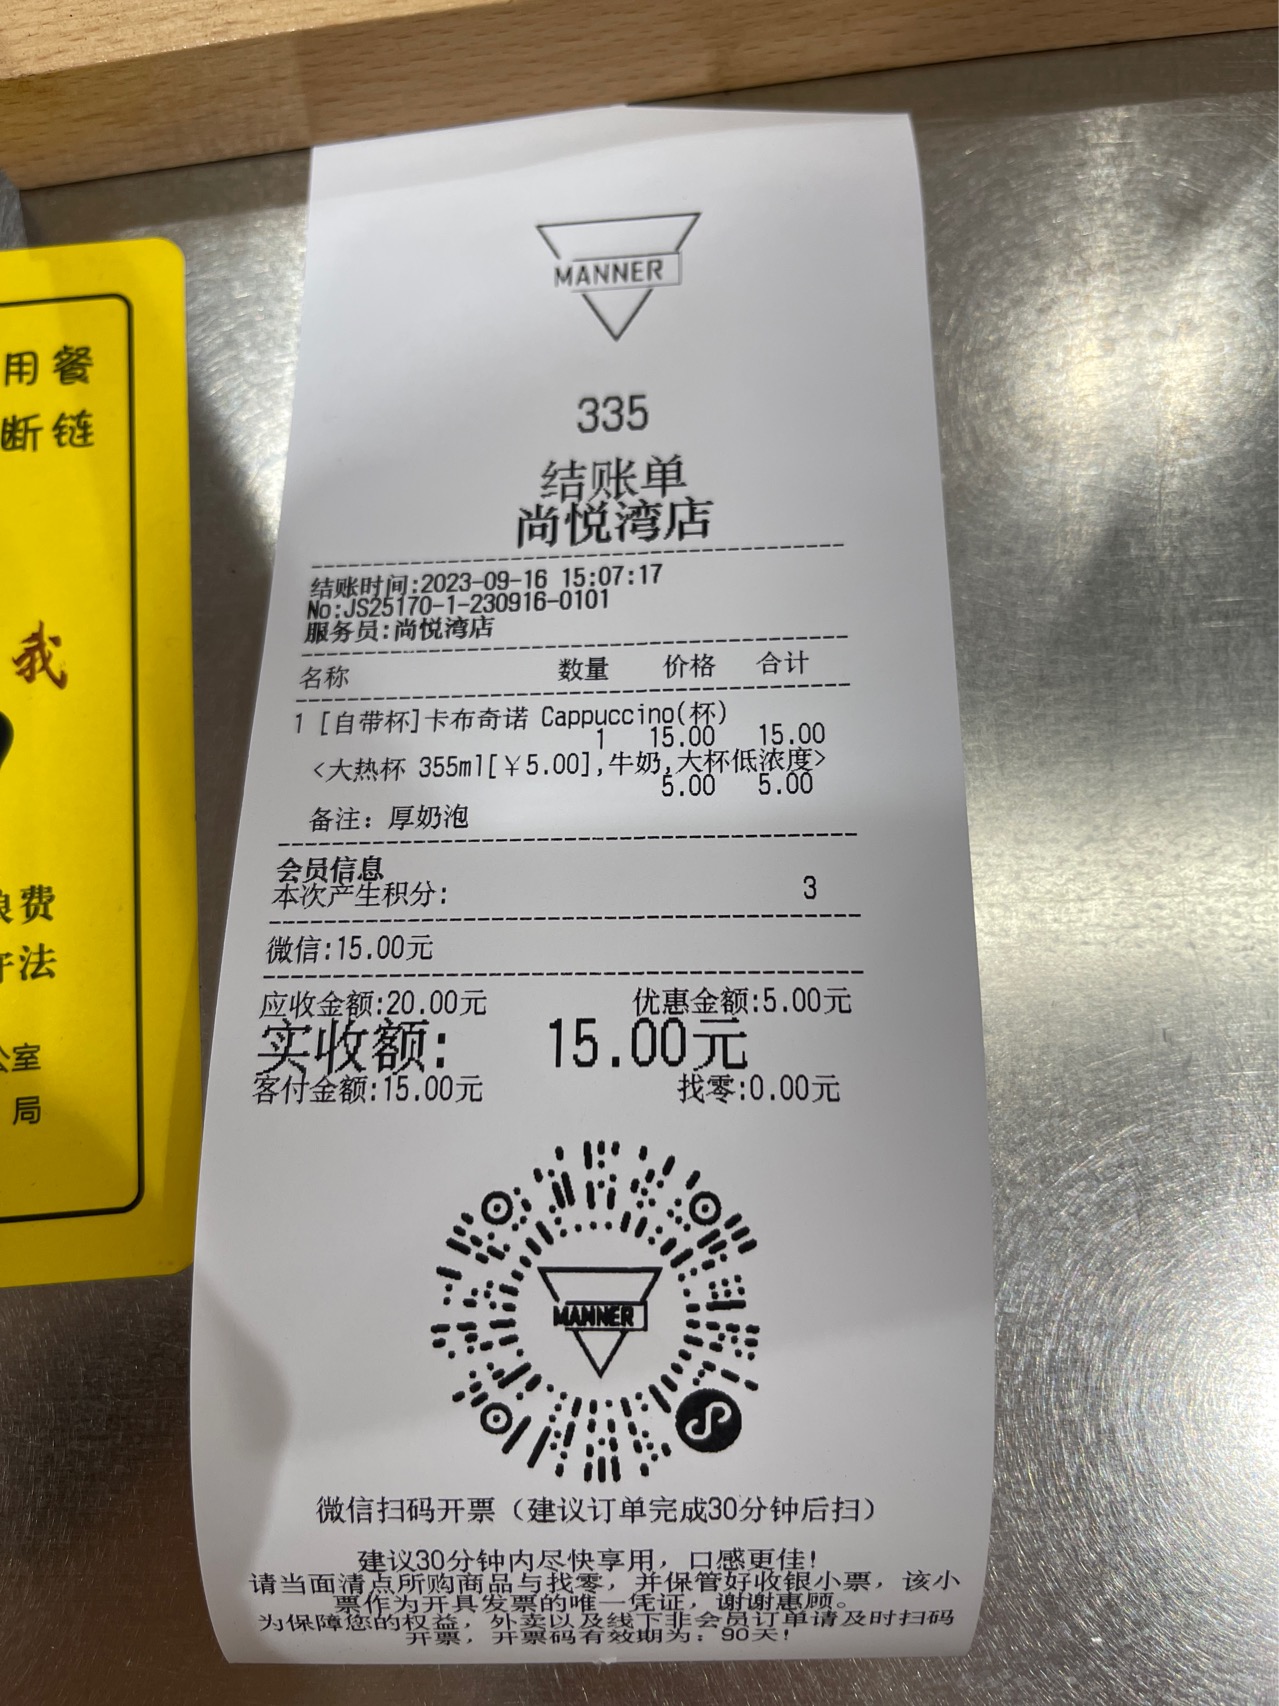 用餐
断链
我
费
法
公室
局
MANNER
335
结账单
尚悦湾店
结账时间:2023-09-16 15:07:17
No:JS25170-1-230916-0101
服务员:尚悦湾店
名称 数量 价格 合计
1 [自带杯]卡布奇诺 Cappuccino(杯)
1 15.00 15.00
<大热杯 355ml[￥5.00],牛奶,大杯低浓度>
5.00 5.00
备注: 厚奶泡
会员信息
本次产生积分: 3
微信:15.00元
应收金额:20.00元 优惠金额:5.00元
实收额: 15.00元
客付金额:15.00元 找零:0.00元
MANNER
微信扫码开票（建议订单完成30分钟后扫）
建议30分钟内尽快享用，口感更佳！
请当面清点所购商品与找零，并保管好收银小票，该小
票作为开具发票的唯一凭证，谢谢惠顾。
为保障您的权益，外卖以及线下非会员订单请及时扫码
开票，开票码有效期为：90天！